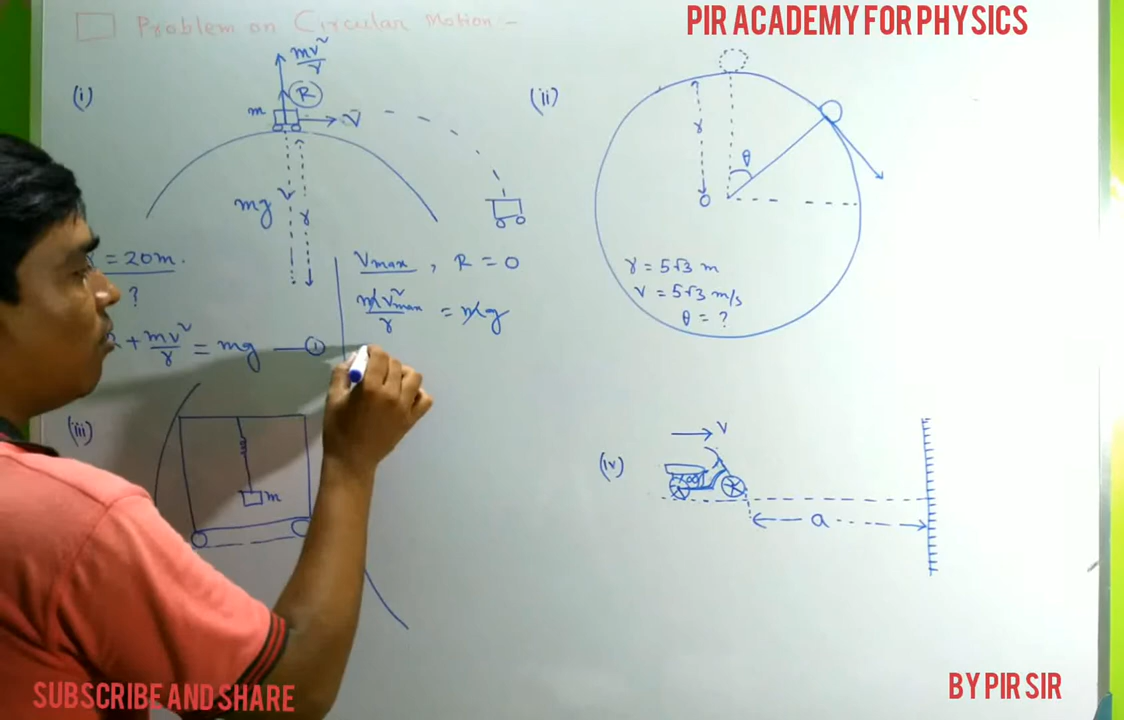 PIR ACADEMY FOR PHYSICS
Problem on Circular Motion -
(i)
mv²/r
R
m
V
mg
r
= 20m.
?
+ mv²/r = mg — ①
Vmax , R = 0
mv²max/r = mg
(ii)
r
θ
O
r = 5√3 m
v = 5√3 m/s
θ = ?
(iii)
m
(iv)
V
a
SUBSCRIBE AND SHARE
BY PIR SIR